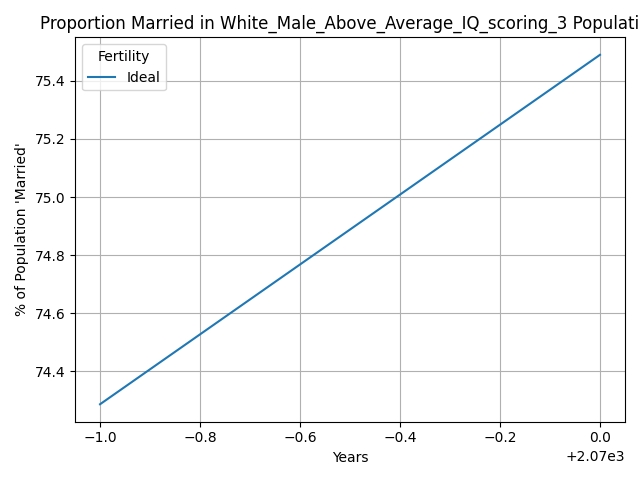 Proportion Married in White_Male_Above_Average_IQ_scoring_3 Populati
Fertility
Ideal
75.4
75.2
75.0
74.8
74.6
74.4
% of Population 'Married'
−1.0 −0.8 −0.6 −0.4 −0.2 0.0
+2.07e3
Years